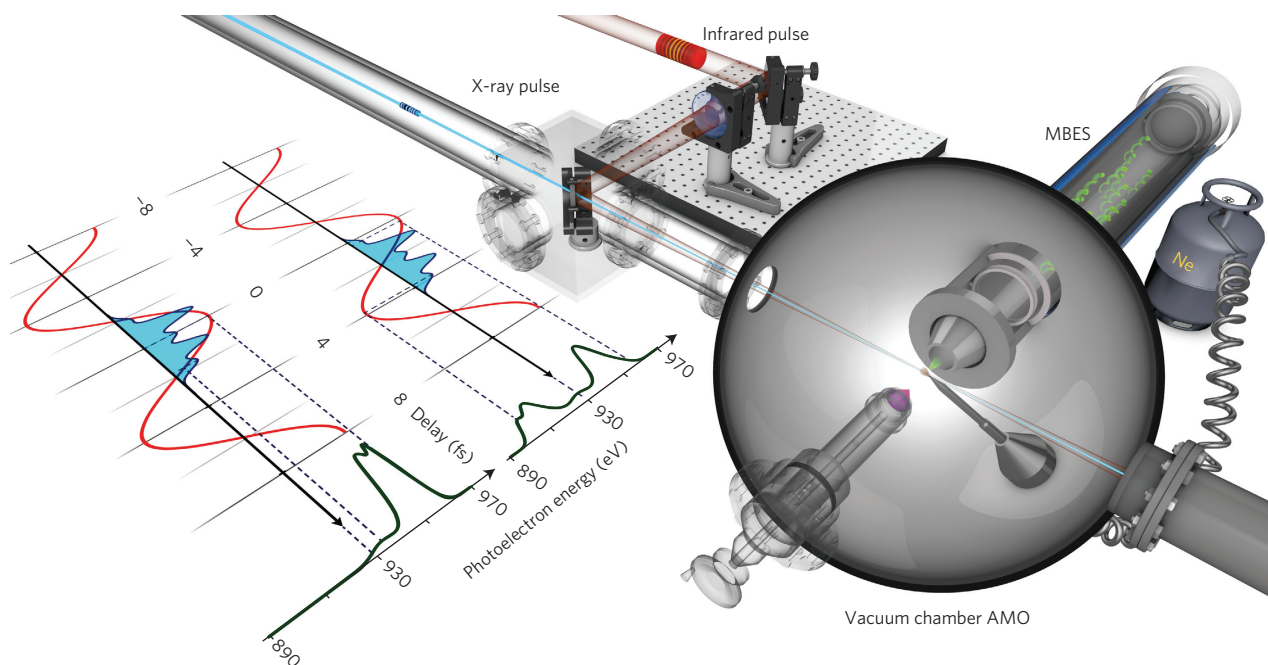 Infrared pulse
X-ray pulse
MBES
Ne
–8
–4
0
4
8 Delay (fs)
970
930
890
Photoelectron energy (eV)
970
930
890
Vacuum chamber AMO